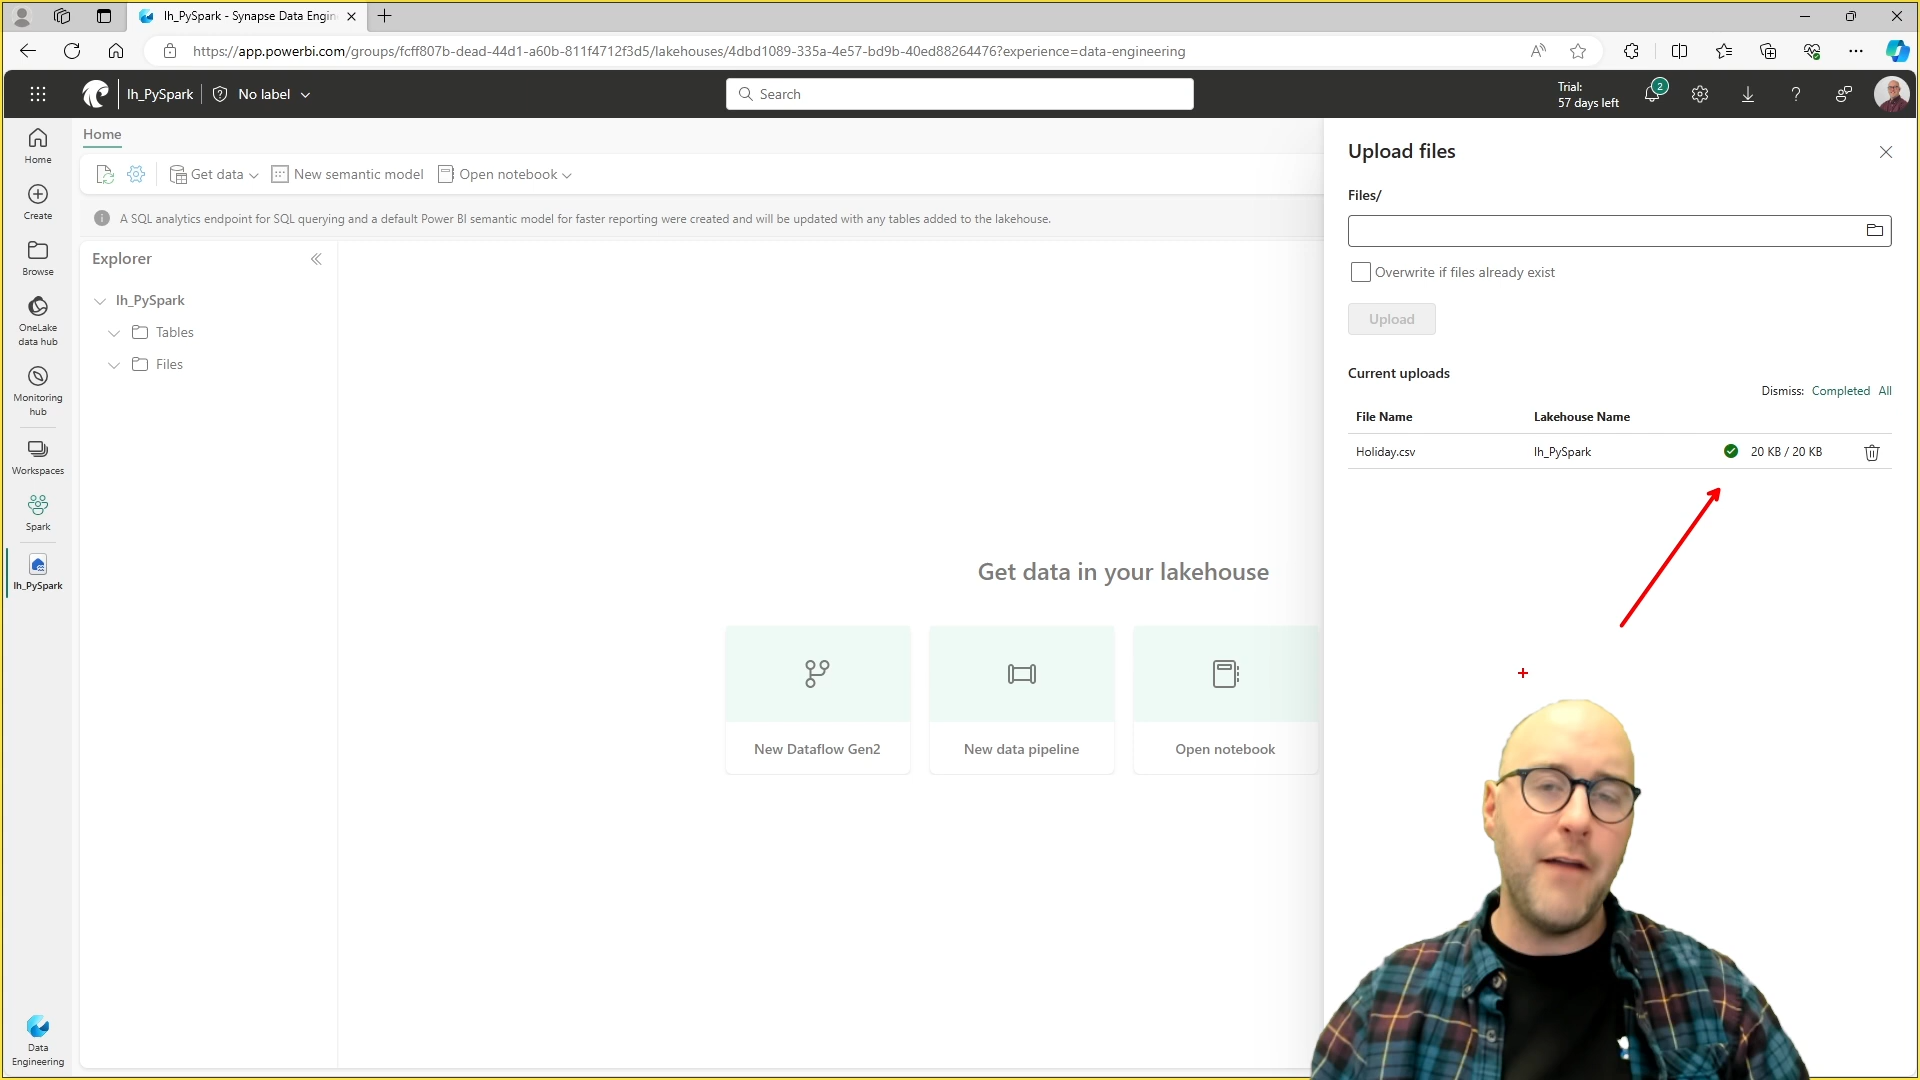 lh_PySpark - Synapse Data Engin
https://app.powerbi.com/groups/fcff807b-dead-44d1-a60b-811f4712f3d5/lakehouses/4dbd1089-335a-4e57-bd9b-40ed88264476?experience=data-engineering
lh_PySpark
No label
Search
Trial:
57 days left
2
Home
Create
Browse
OneLake
data hub
Monitoring
hub
Workspaces
Spark
lh_PySpark
Data
Engineering
Home
Get data
New semantic model
Open notebook
A SQL analytics endpoint for SQL querying and a default Power BI semantic model for faster reporting were created and will be updated with any tables added to the lakehouse.
Explorer
lh_PySpark
Tables
Files
Get data in your lakehouse
New Dataflow Gen2
New data pipeline
Open notebook
Upload files
Files/
Overwrite if files already exist
Upload
Current uploads
Dismiss: Completed All
File Name Lakehouse Name
Holiday.csv lh_PySpark 20 KB / 20 KB